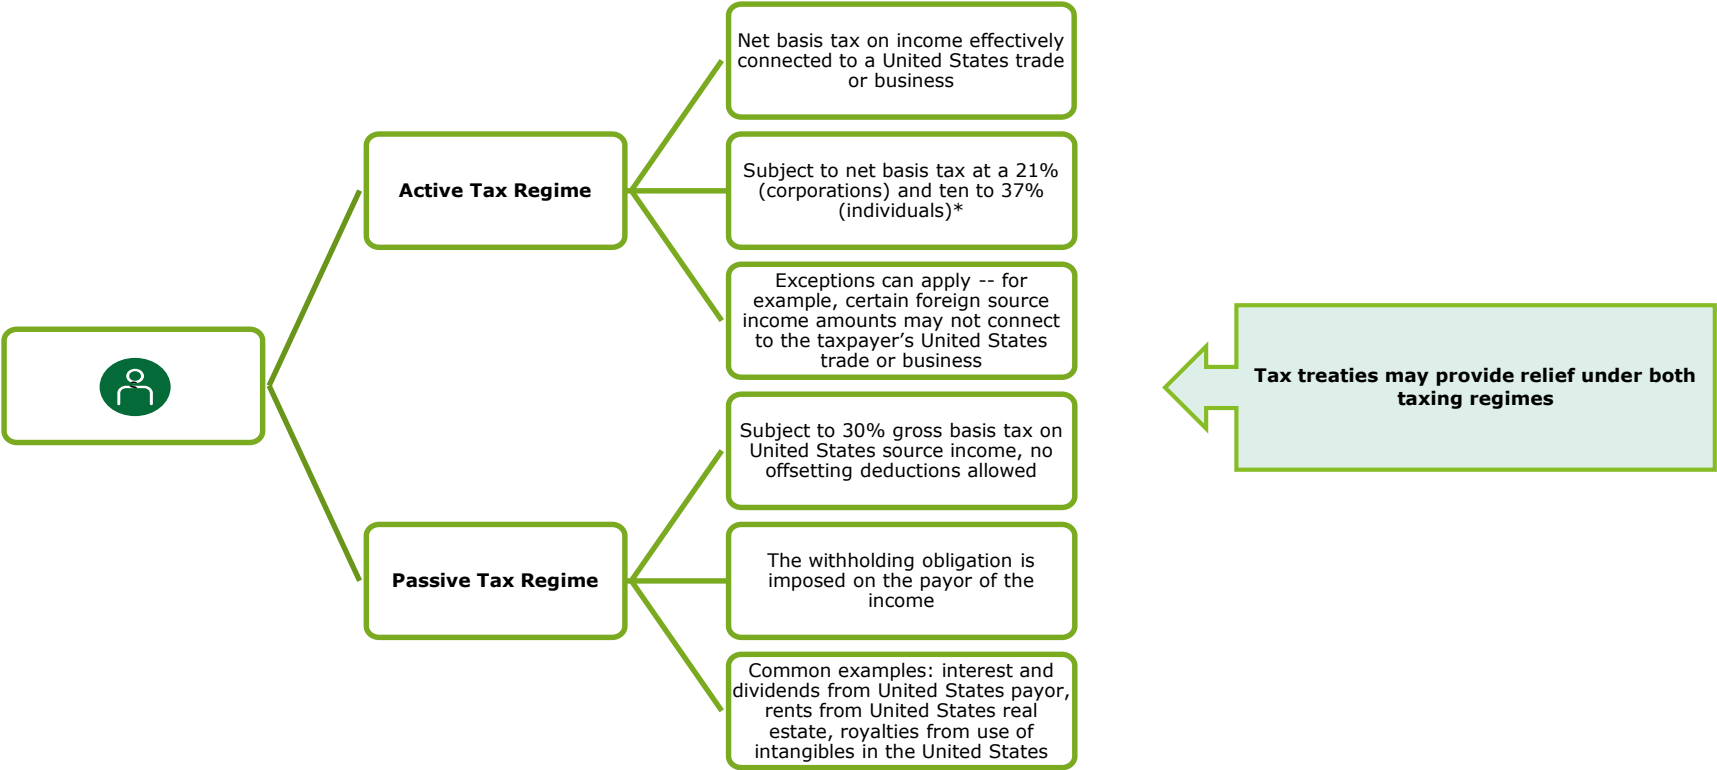 Net basis tax on income effectively
connected to a United States trade
or business
Active Tax Regime
Subject to net basis tax at a 21%
(corporations) and ten to 37%
(individuals)*
Exceptions can apply -- for
example, certain foreign source
income amounts may not connect
to the taxpayer’s United States
trade or business
Tax treaties may provide relief under both
taxing regimes
Subject to 30% gross basis tax on
United States source income, no
offsetting deductions allowed
Passive Tax Regime
The withholding obligation is
imposed on the payor of the
income
Common examples: interest and
dividends from United States payor,
rents from United States real
estate, royalties from use of
intangibles in the United States